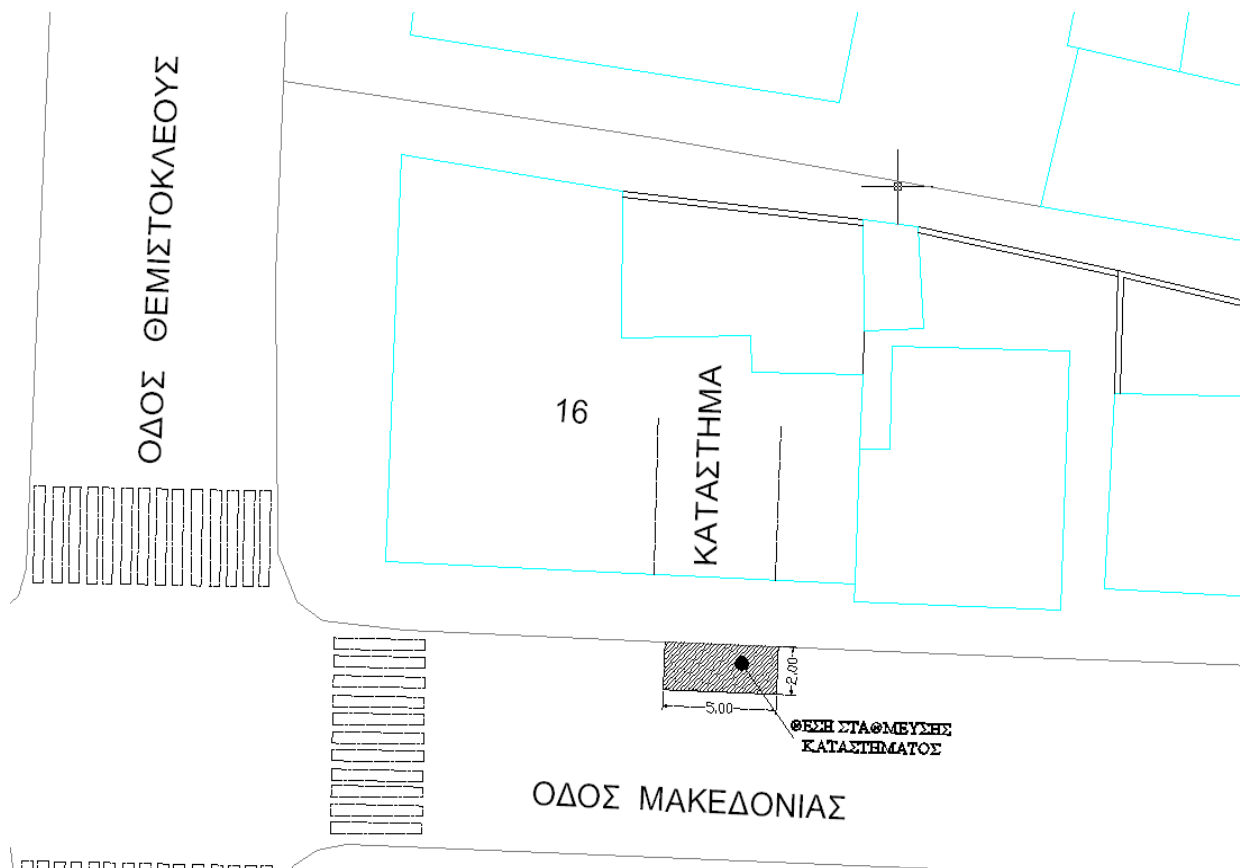 ΟΔΟΣ ΘΕΜΙΣΤΟΚΛΕΟΥΣ
16
ΚΑΤΑΣΤΗΜΑ
2,00
5,00
ΘΕΣΗ ΣΤΑΘΜΕΥΣΗΣ
ΚΑΤΑΣΤΗΜΑΤΟΣ
ΟΔΟΣ ΜΑΚΕΔΟΝΙΑΣ